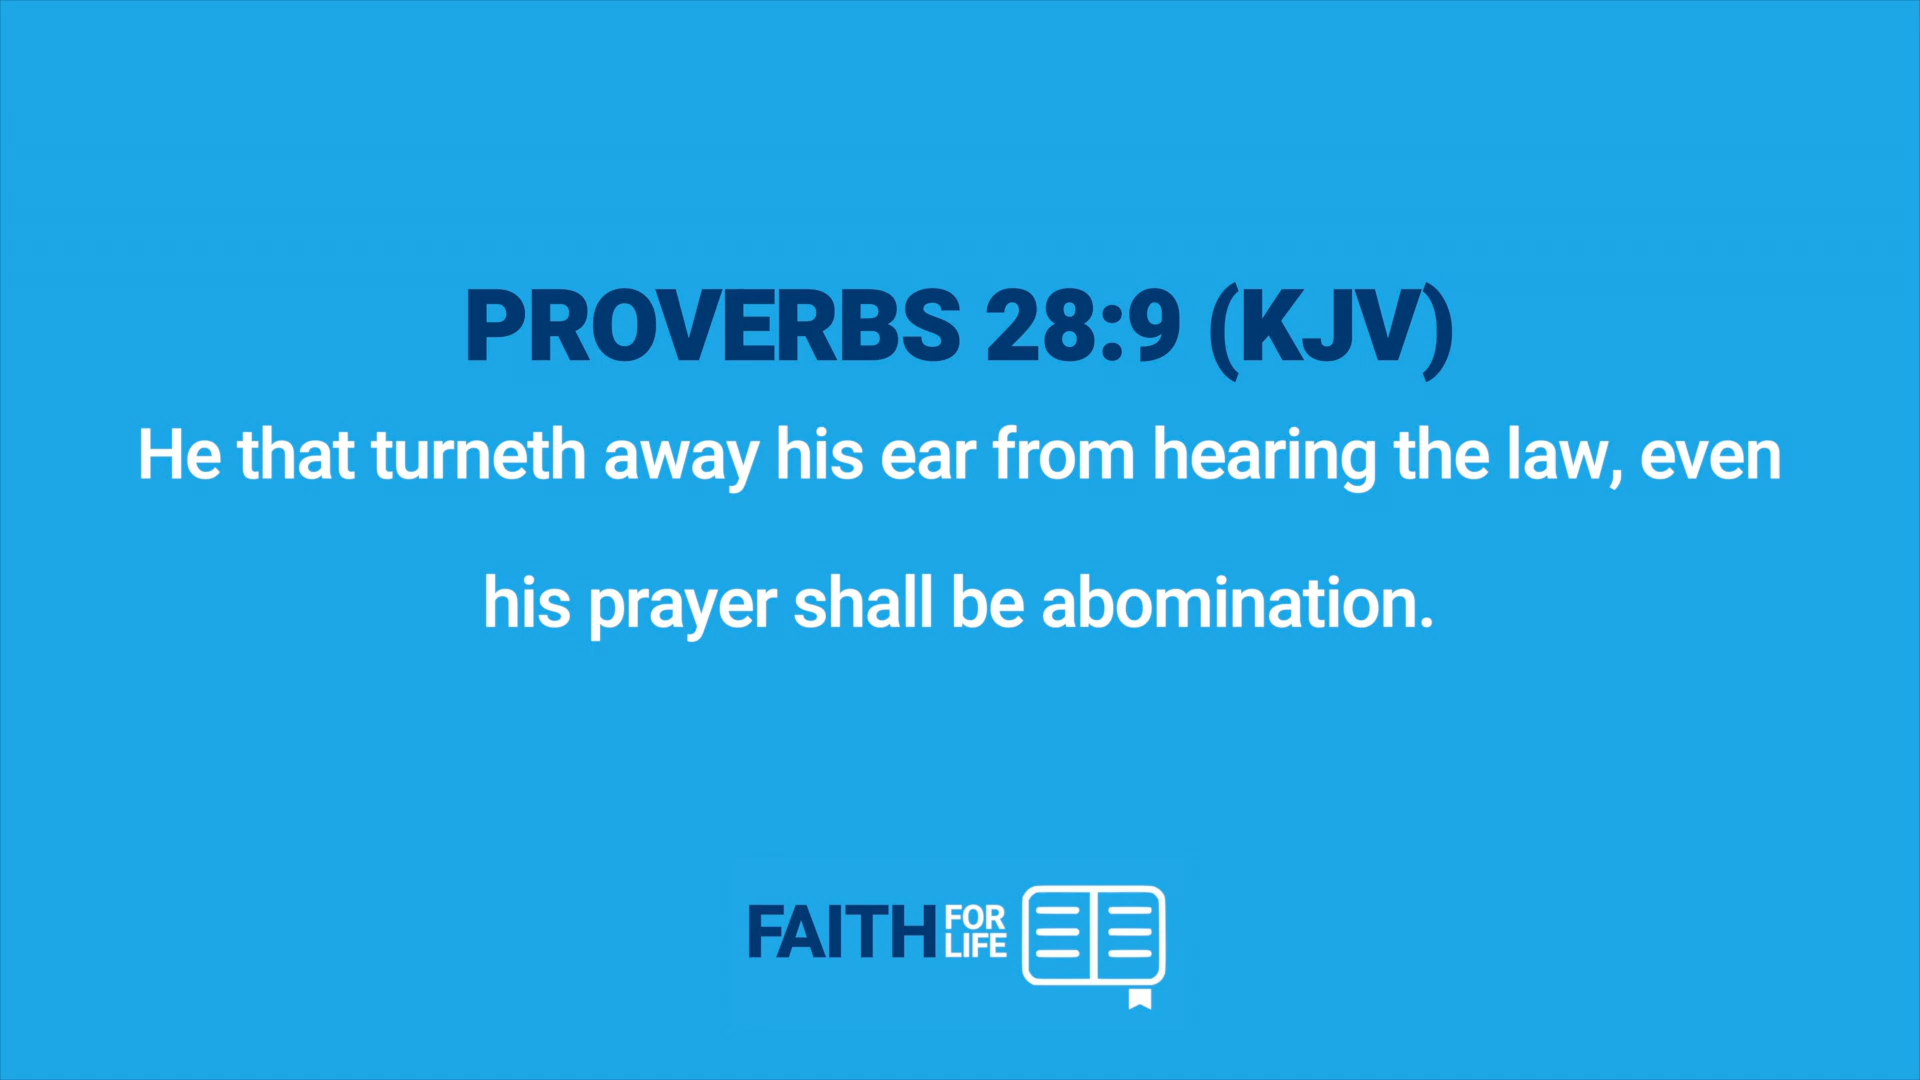 PROVERBS 28:9 (KJV)
He that turneth away his ear from hearing the law, even
his prayer shall be abomination.
FAITH FOR
LIFE